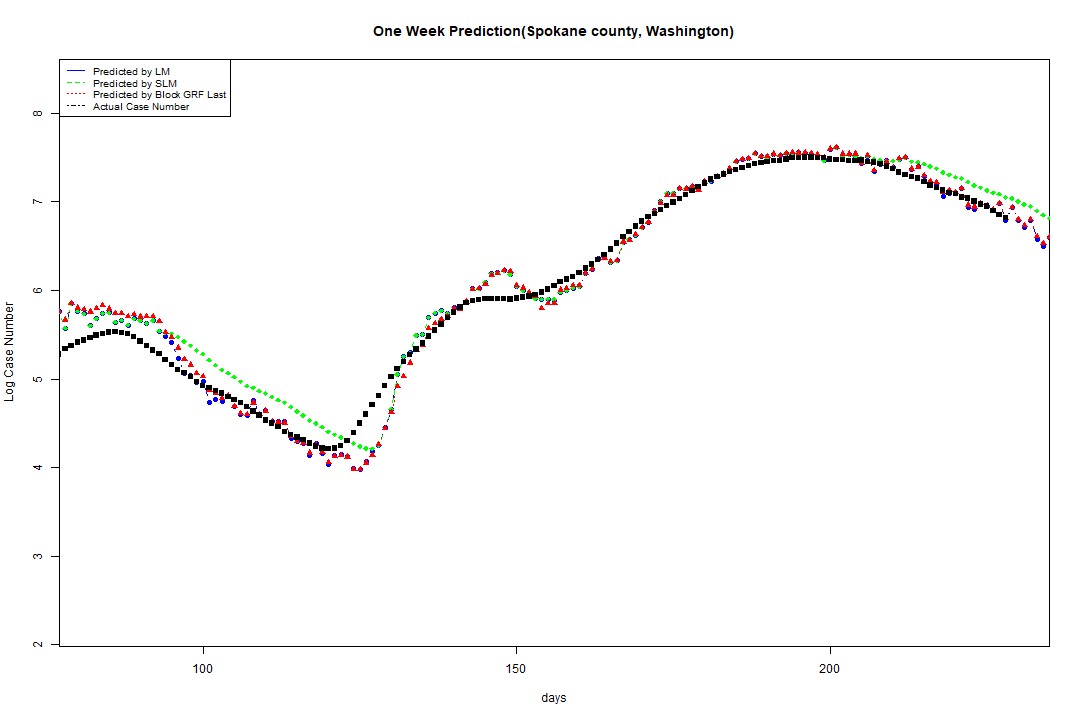 One Week Prediction(Spokane county, Washington)
Predicted by LM
Predicted by SLM
Predicted by Block GRF Last
Actual Case Number
8
7
6
5
4
3
2
Log Case Number
100 150 200
days